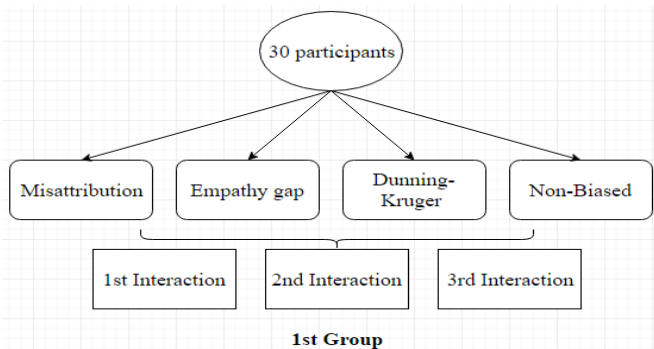 30 participants
Misattribution
Empathy gap
Dunning-
Kruger
Non-Biased
1st Interaction
2nd Interaction
3rd Interaction
1st Group